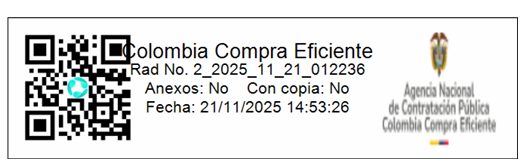 Colombia Compra Eficiente
Rad No. 2_2025_11_21_012236
Anexos: No Con copia: No
Fecha: 21/11/2025 14:53:26
Agencia Nacional
de Contratación Pública
Colombia Compra Eficiente